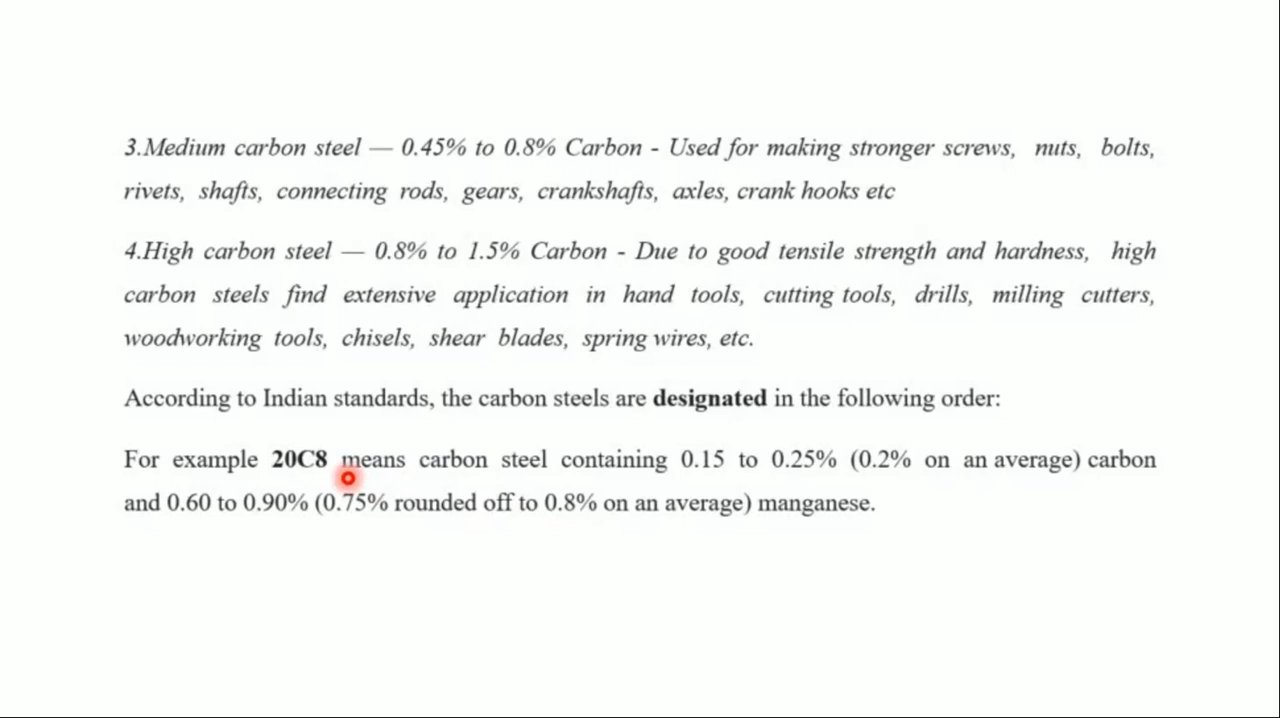 3.Medium carbon steel — 0.45% to 0.8% Carbon - Used for making stronger screws, nuts, bolts,
rivets, shafts, connecting rods, gears, crankshafts, axles, crank hooks etc
4.High carbon steel — 0.8% to 1.5% Carbon - Due to good tensile strength and hardness, high
carbon steels find extensive application in hand tools, cutting tools, drills, milling cutters,
woodworking tools, chisels, shear blades, spring wires, etc.
According to Indian standards, the carbon steels are designated in the following order:
For example 20C8 means carbon steel containing 0.15 to 0.25% (0.2% on an average) carbon
and 0.60 to 0.90% (0.75% rounded off to 0.8% on an average) manganese.